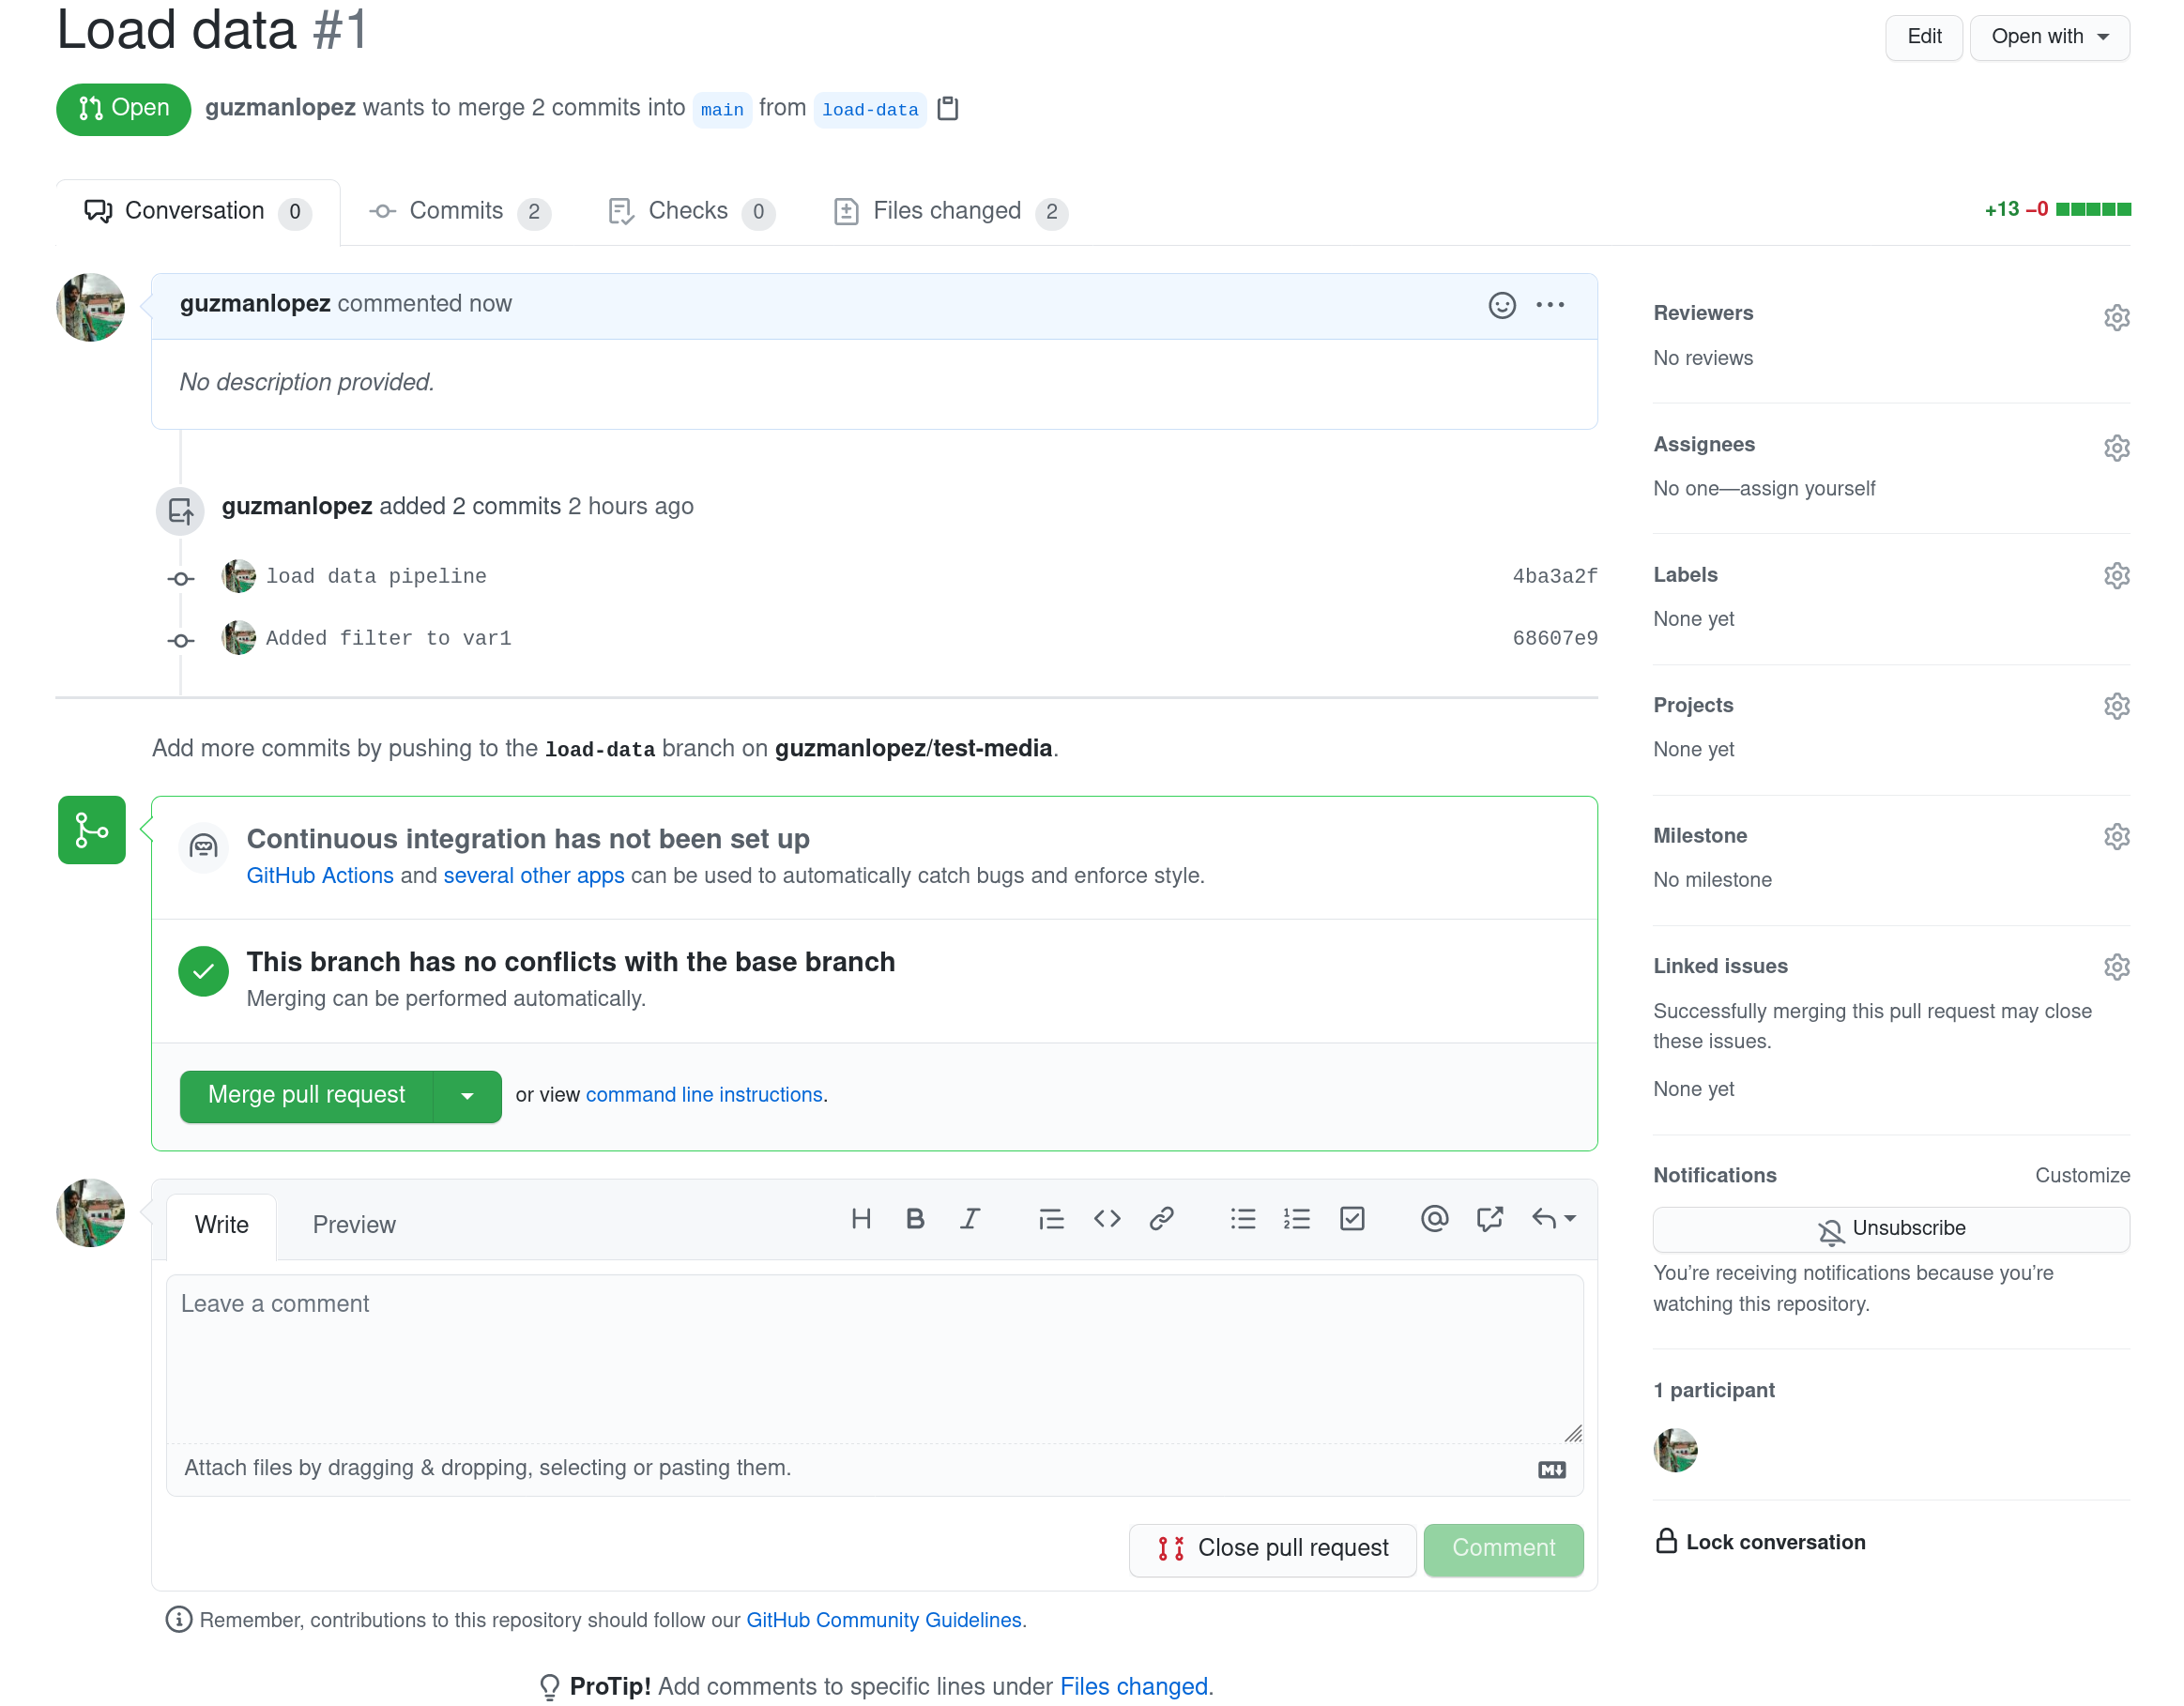 Load data #1
Edit
Open with
Open
guzmanlopez wants to merge 2 commits into main from load-data
Conversation 0
Commits 2
Checks 0
Files changed 2
+13 −0
guzmanlopez commented now
No description provided.
guzmanlopez added 2 commits 2 hours ago
load data pipeline 4ba3a2f
Added filter to var1 68607e9
Add more commits by pushing to the load-data branch on guzmanlopez/test-media.
Continuous integration has not been set up
GitHub Actions and several other apps can be used to automatically catch bugs and enforce style.
This branch has no conflicts with the base branch
Merging can be performed automatically.
Merge pull request
or view command line instructions.
Write
Preview
Leave a comment
Attach files by dragging & dropping, selecting or pasting them.
Close pull request
Comment
Remember, contributions to this repository should follow our GitHub Community Guidelines.
ProTip! Add comments to specific lines under Files changed.
Reviewers
No reviews
Assignees
No one—assign yourself
Labels
None yet
Projects
None yet
Milestone
No milestone
Linked issues
Successfully merging this pull request may close
these issues.
None yet
Notifications
Customize
Unsubscribe
You’re receiving notifications because you’re
watching this repository.
1 participant
Lock conversation